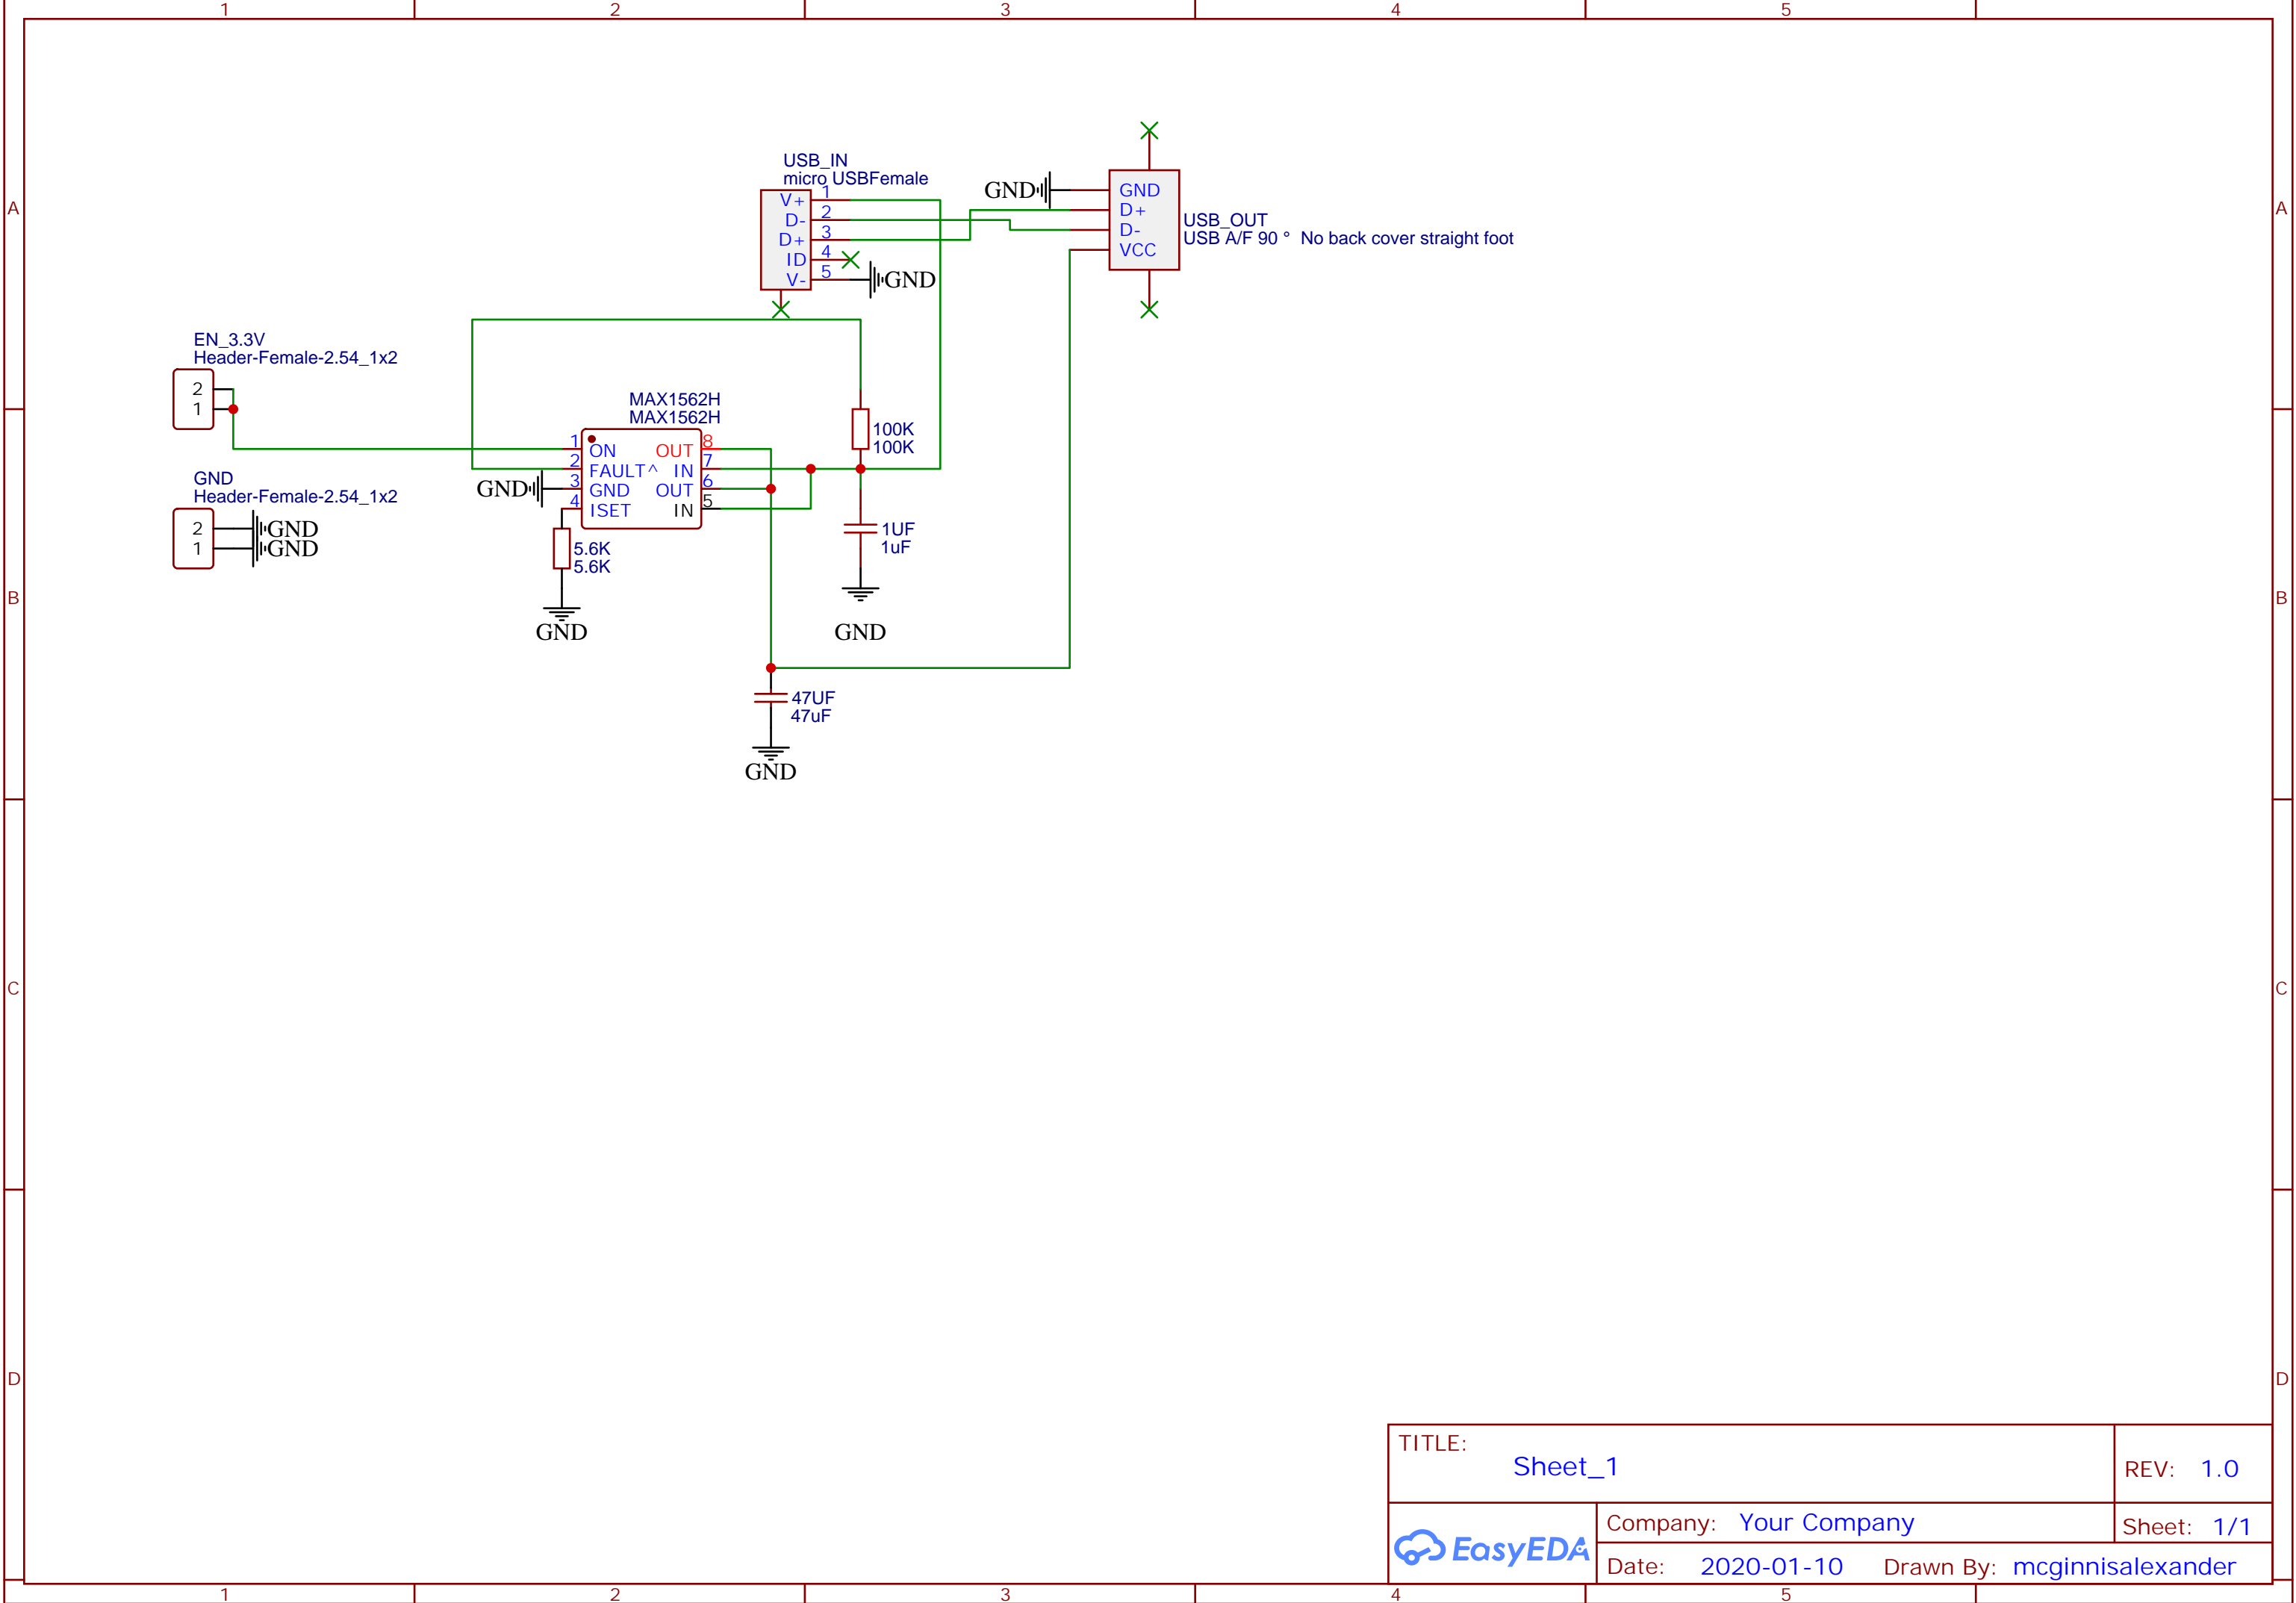 1 2 3 4 5
A A
B B
C C
D D
USB_IN
micro USBFemale
V+ 1
D- 2
D+ 3
ID 4
V- 5
GND
GND
GND
D+
D-
VCC
USB_OUT
USB A/F 90 ° No back cover straight foot
EN_3.3V
Header-Female-2.54_1x2
2
1
GND
Header-Female-2.54_1x2
2 GND
1 GND
MAX1562H
MAX1562H
1 ON OUT 8
2 FAULT^ IN 7
3 GND OUT 6
4 ISET IN 5
GND
100K
100K
5.6K
5.6K
GND
1UF
1uF
GND
47UF
47uF
GND
TITLE:
Sheet_1
REV: 1.0
EasyEDA
Company: Your Company
Sheet: 1/1
Date: 2020-01-10 Drawn By: mcginnisalexander
1 2 3 4 5